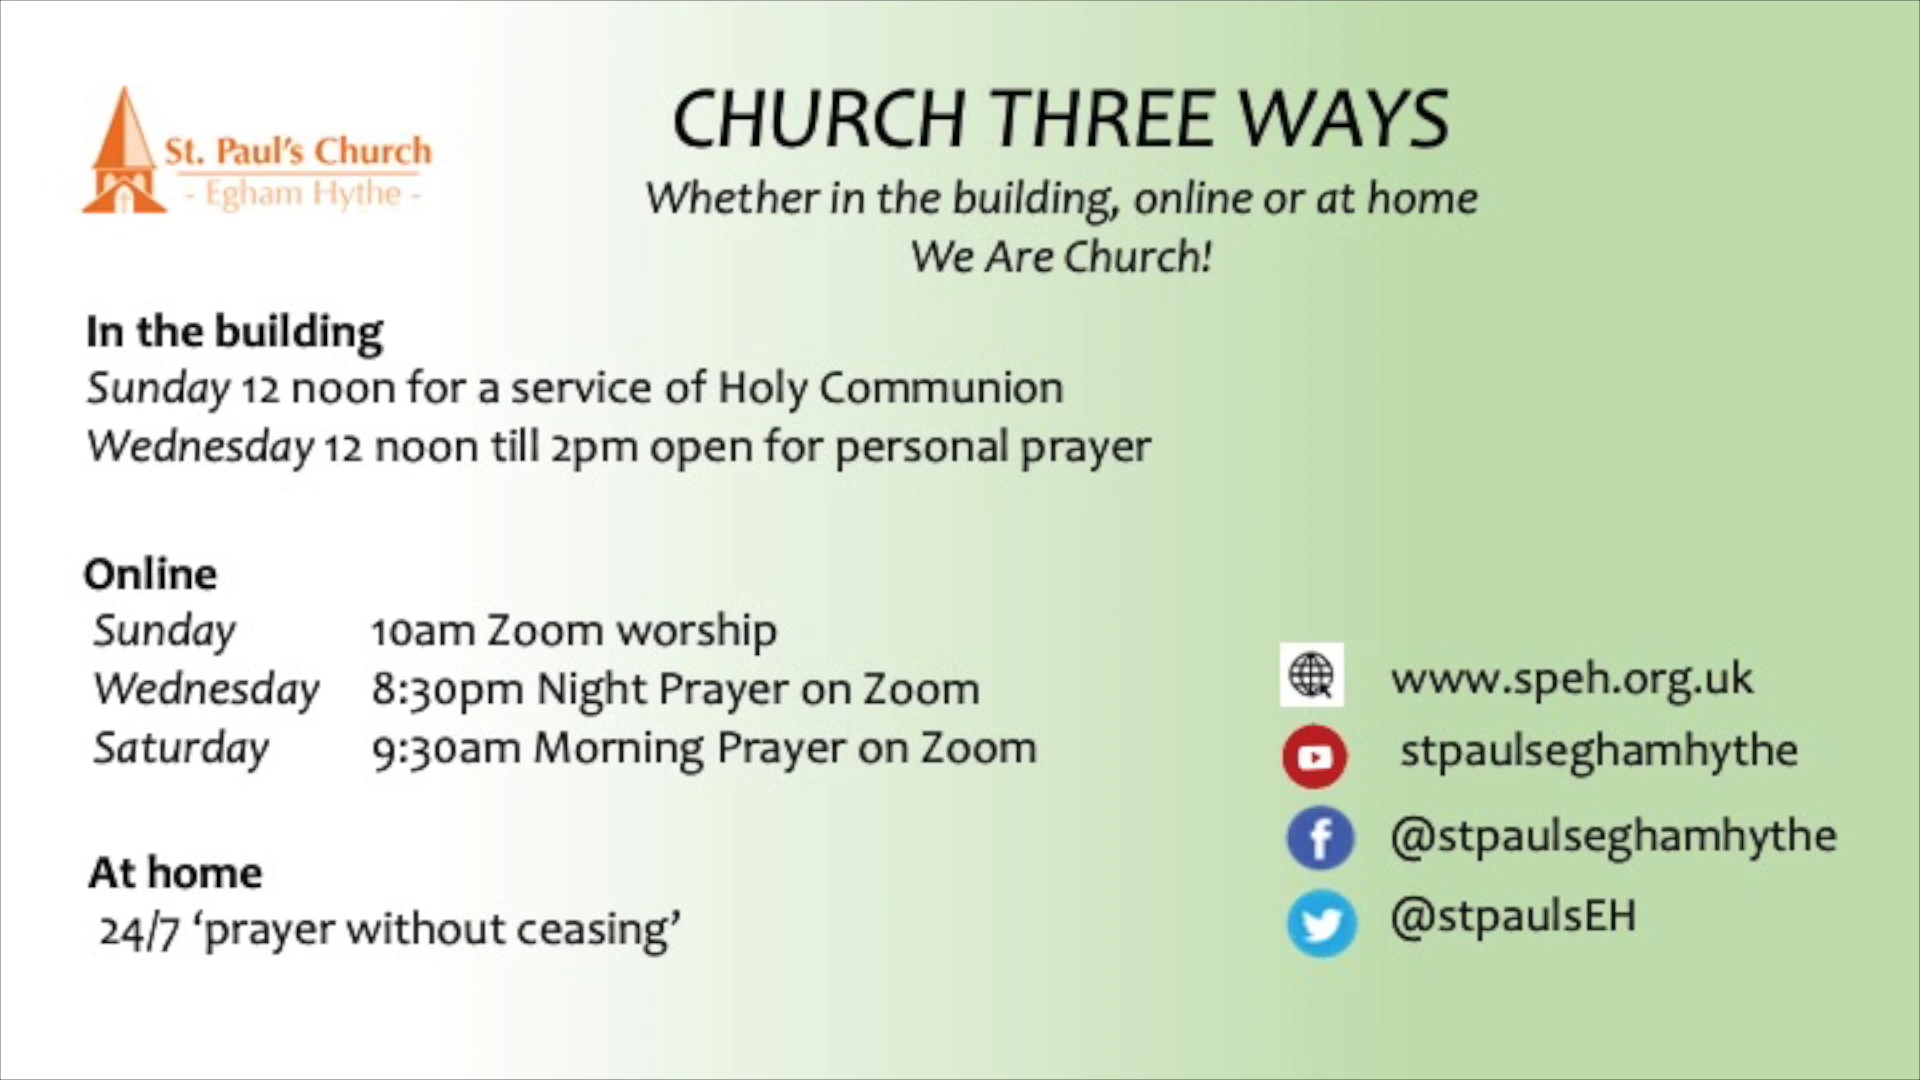 St. Paul's Church
- Egham Hythe -
CHURCH THREE WAYS
Whether in the building, online or at home
We Are Church!
In the building
Sunday 12 noon for a service of Holy Communion
Wednesday 12 noon till 2pm open for personal prayer
Online
Sunday 10am Zoom worship
Wednesday 8:30pm Night Prayer on Zoom
Saturday 9:30am Morning Prayer on Zoom
At home
24/7 ‘prayer without ceasing’
www.speh.org.uk
stpaulseghamhythe
@stpaulseghamhythe
@stpaulsEH